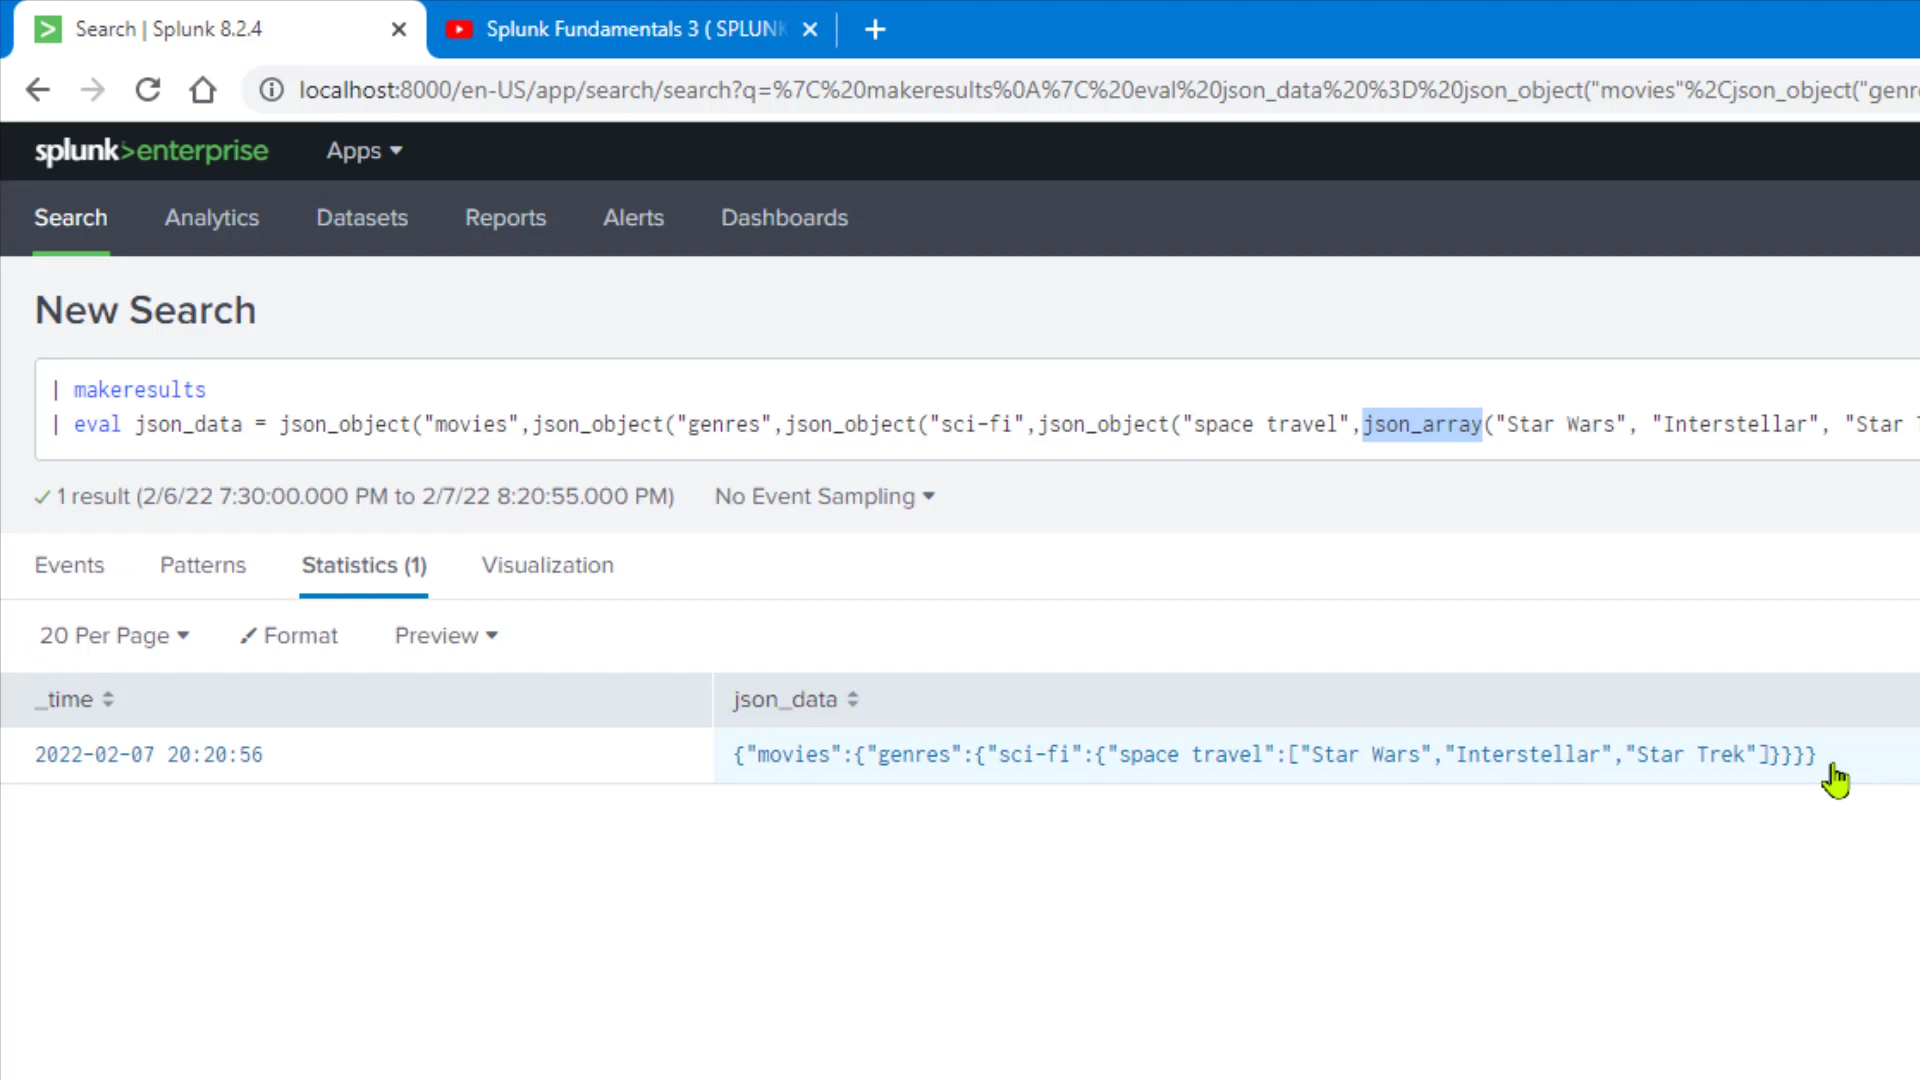 Search | Splunk 8.2.4
Splunk Fundamentals 3 ( SPLUNK
localhost:8000/en-US/app/search/search?q=%7C%20makeresults%0A%7C%20eval%20json_data%20%3D%20json_object("movies"%2Cjson_object("genr
splunk>enterprise Apps
Search Analytics Datasets Reports Alerts Dashboards
New Search
| makeresults
| eval json_data = json_object("movies",json_object("genres",json_object("sci-fi",json_object("space travel",json_array("Star Wars", "Interstellar", "Star
1 result (2/6/22 7:30:00.000 PM to 2/7/22 8:20:55.000 PM) No Event Sampling
Events Patterns Statistics (1) Visualization
20 Per Page Format Preview
_time json_data
2022-02-07 20:20:56 {"movies":{"genres":{"sci-fi":{"space travel":["Star Wars","Interstellar","Star Trek"]}}}}